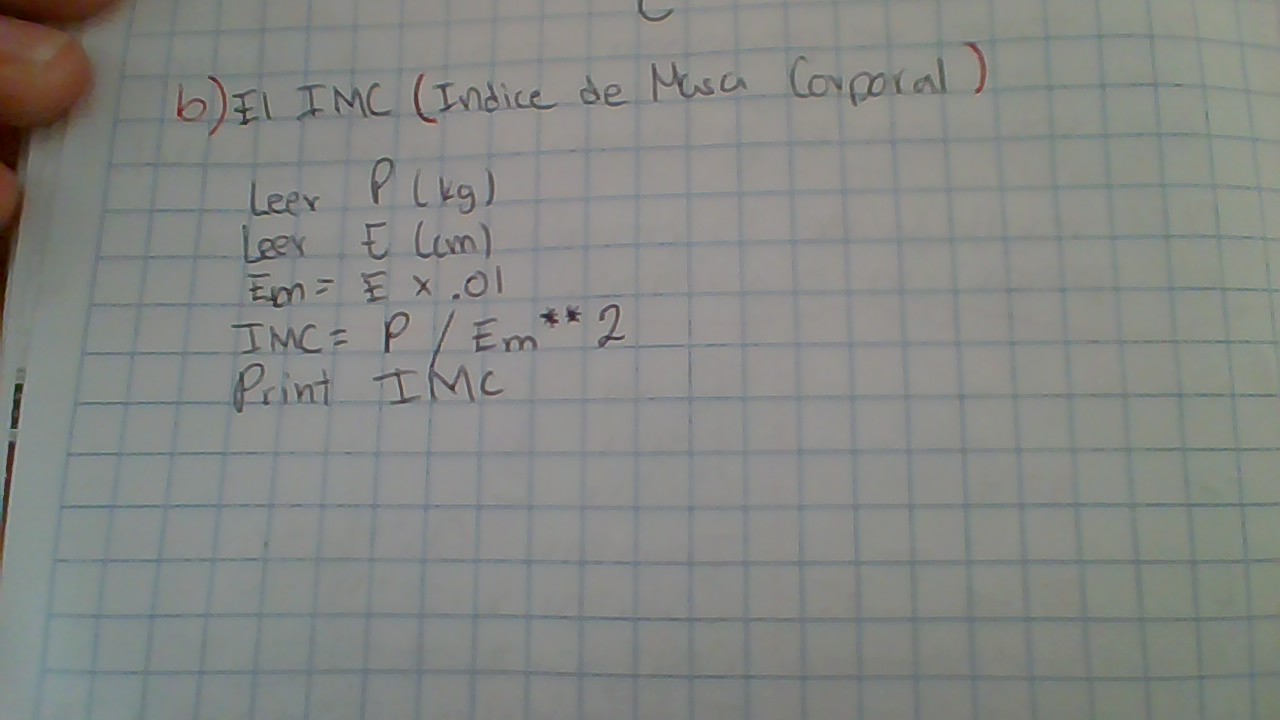 b) El IMC (Indice de Masa Corporal)
Leer P (kg)
Leer E (cm)
Em = E x .01
IMC = P / Em ** 2
Print IMC